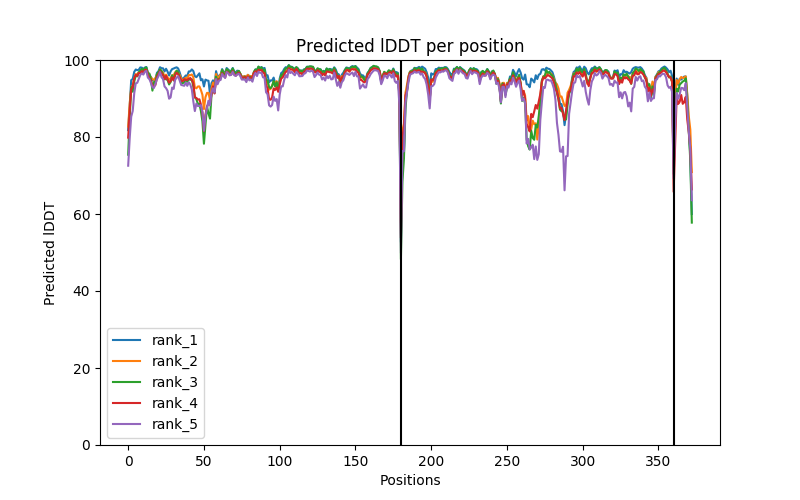 Predicted lDDT per position
Predicted lDDT
100
80
60
40
20
0
rank_1
rank_2
rank_3
rank_4
rank_5
0 50 100 150 200 250 300 350
Positions